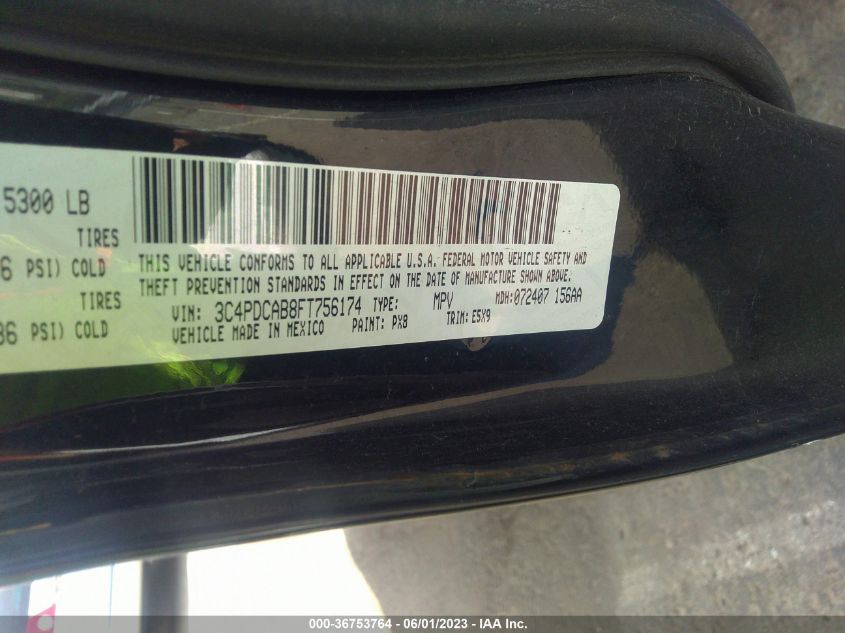 5300 LB
TIRES
6 PSI) COLD
TIRES
36 PSI) COLD
THIS VEHICLE CONFORMS TO ALL APPLICABLE U.S.A. FEDERAL MOTOR VEHICLE SAFETY AND
THEFT PREVENTION STANDARDS IN EFFECT ON THE DATE OF MANUFACTURE SHOWN ABOVE.
VIN: 3C4PDCAB8FT756174 TYPE: MPV MDH:072407 156AA
VEHICLE MADE IN MEXICO PAINT: PX8 TRIM: E5X9
000-36753764 - 06/01/2023 - IAA Inc.